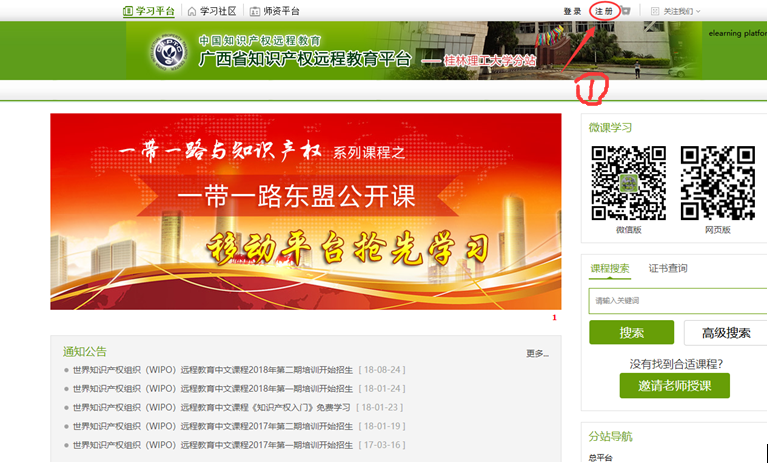 学习平台 学习社区 师资平台 登 录 注 册 关注我们
elearning platfor
中国知识产权远程教育
广西省知识产权远程教育平台 ——桂林理工大学分站
1
一带一路与知识产权 系列课程之
一带一路东盟公开课
移动平台抢先学习
1
微课学习
微信版 网页版
课程搜索 证书查询
请输入关键词
搜索 高级搜索
没有找到合适课程?
邀请老师授课
通知公告 更多...
世界知识产权组织（WIPO）远程教育中文课程2018年第二期培训开始招生 [ 18-08-24 ]
世界知识产权组织（WIPO）远程教育中文课程2018年第一期培训开始招生 [ 18-01-24 ]
世界知识产权组织（WIPO）远程教育中文课程《知识产权入门》免费学习 [ 18-01-23 ]
世界知识产权组织（WIPO）远程教育中文课程2017年第二期培训开始招生 [ 18-01-19 ]
世界知识产权组织（WIPO）远程教育中文课程2017年第一期培训开始招生 [ 17-03-16 ]
分站导航
总平台